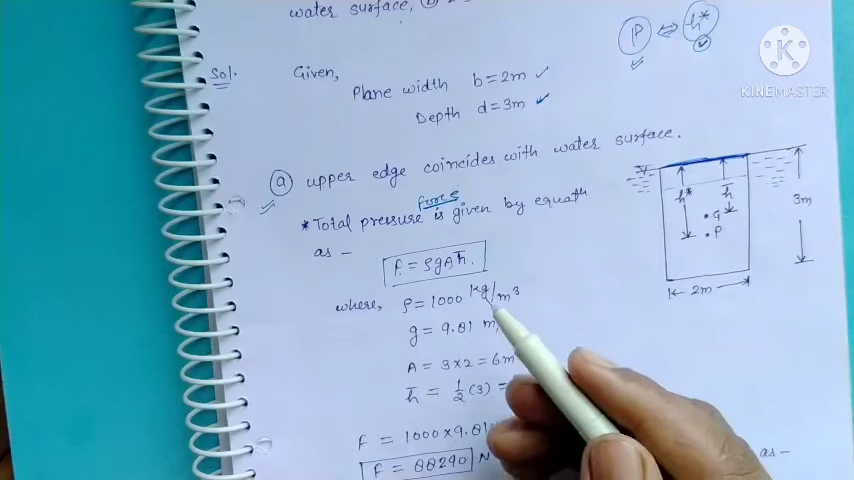 water surface, (b)
P ⇔ h*
KINEMASTER
Sol.
Given,
Plane width b = 2m ✓
Depth d = 3m ✓
(a) upper edge coincides with water surface.
force
* Total pressure is given by equatn
as -
F = ρgAh̄.
where, ρ = 1000 kg/m³
g = 9.81 m
A = 3×2 = 6m
h̄ = 1/2 (3) =
F = 1000×9.81
F = 88290 N
as -
h*
h̄
G
P
3m
2m